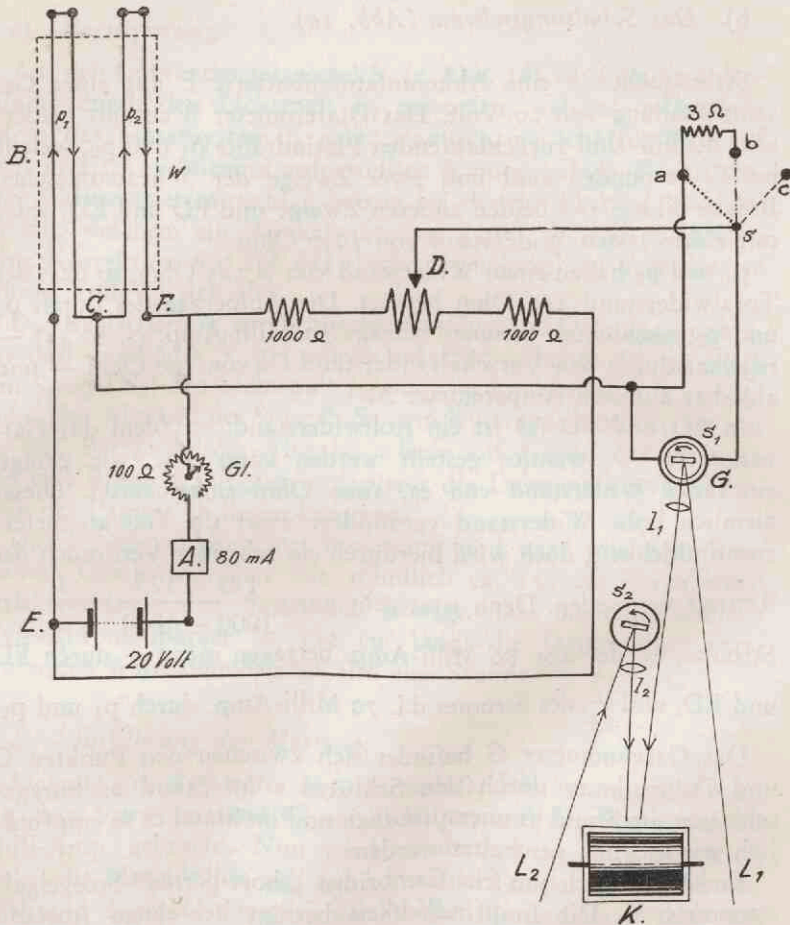 p₁
p₂
B.
W
3 Ω
b
a
c
s
C.
F.
D.
1000 Ω
1000 Ω
S₁
G.
100 Ω
Gl.
l₁
A.
80 mA
S₂
E.
20 Volt
l₂
L₂
L₁
K.